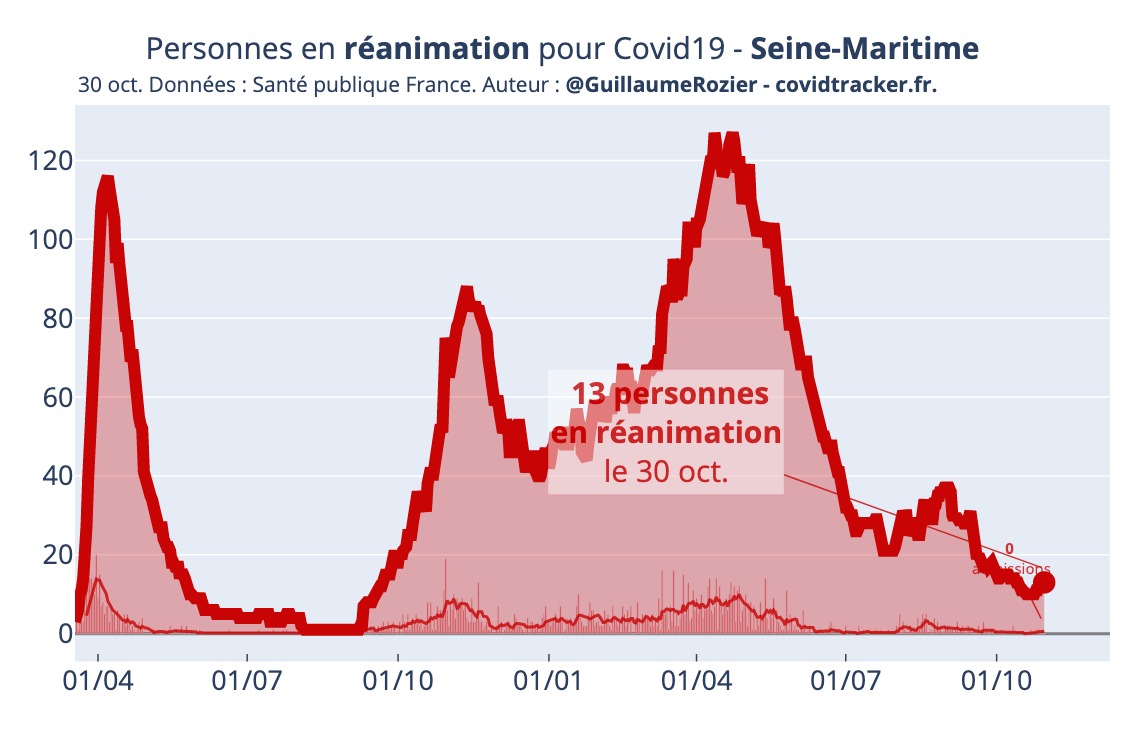 Personnes en réanimation pour Covid19 - Seine-Maritime
30 oct. Données : Santé publique France. Auteur : @GuillaumeRozier - covidtracker.fr.
120
100
80
60
40
20
0
13 personnes
en réanimation
le 30 oct.
0
admissions
01/04
01/07
01/10
01/01
01/04
01/07
01/10